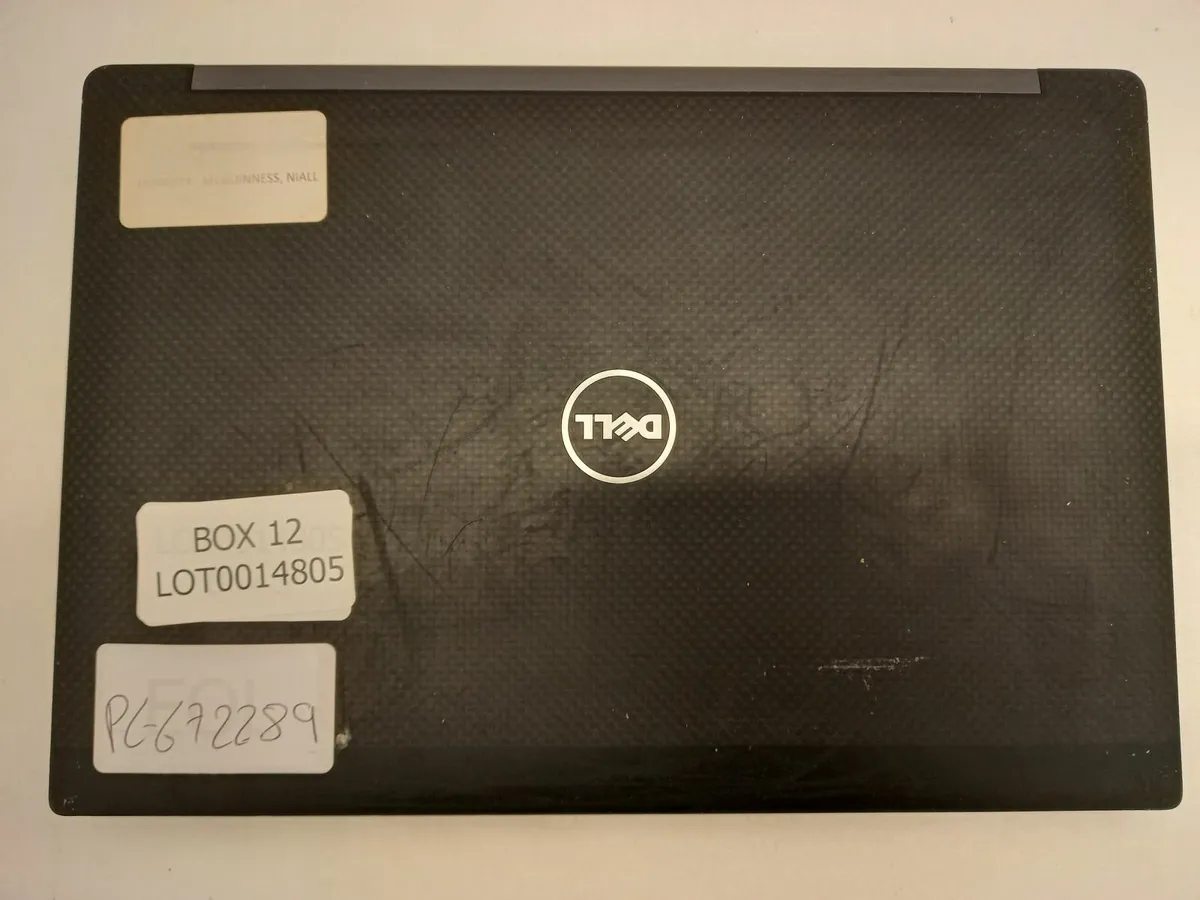 NIALL
DELL
BOX 12
LOT0014805
PC-672289